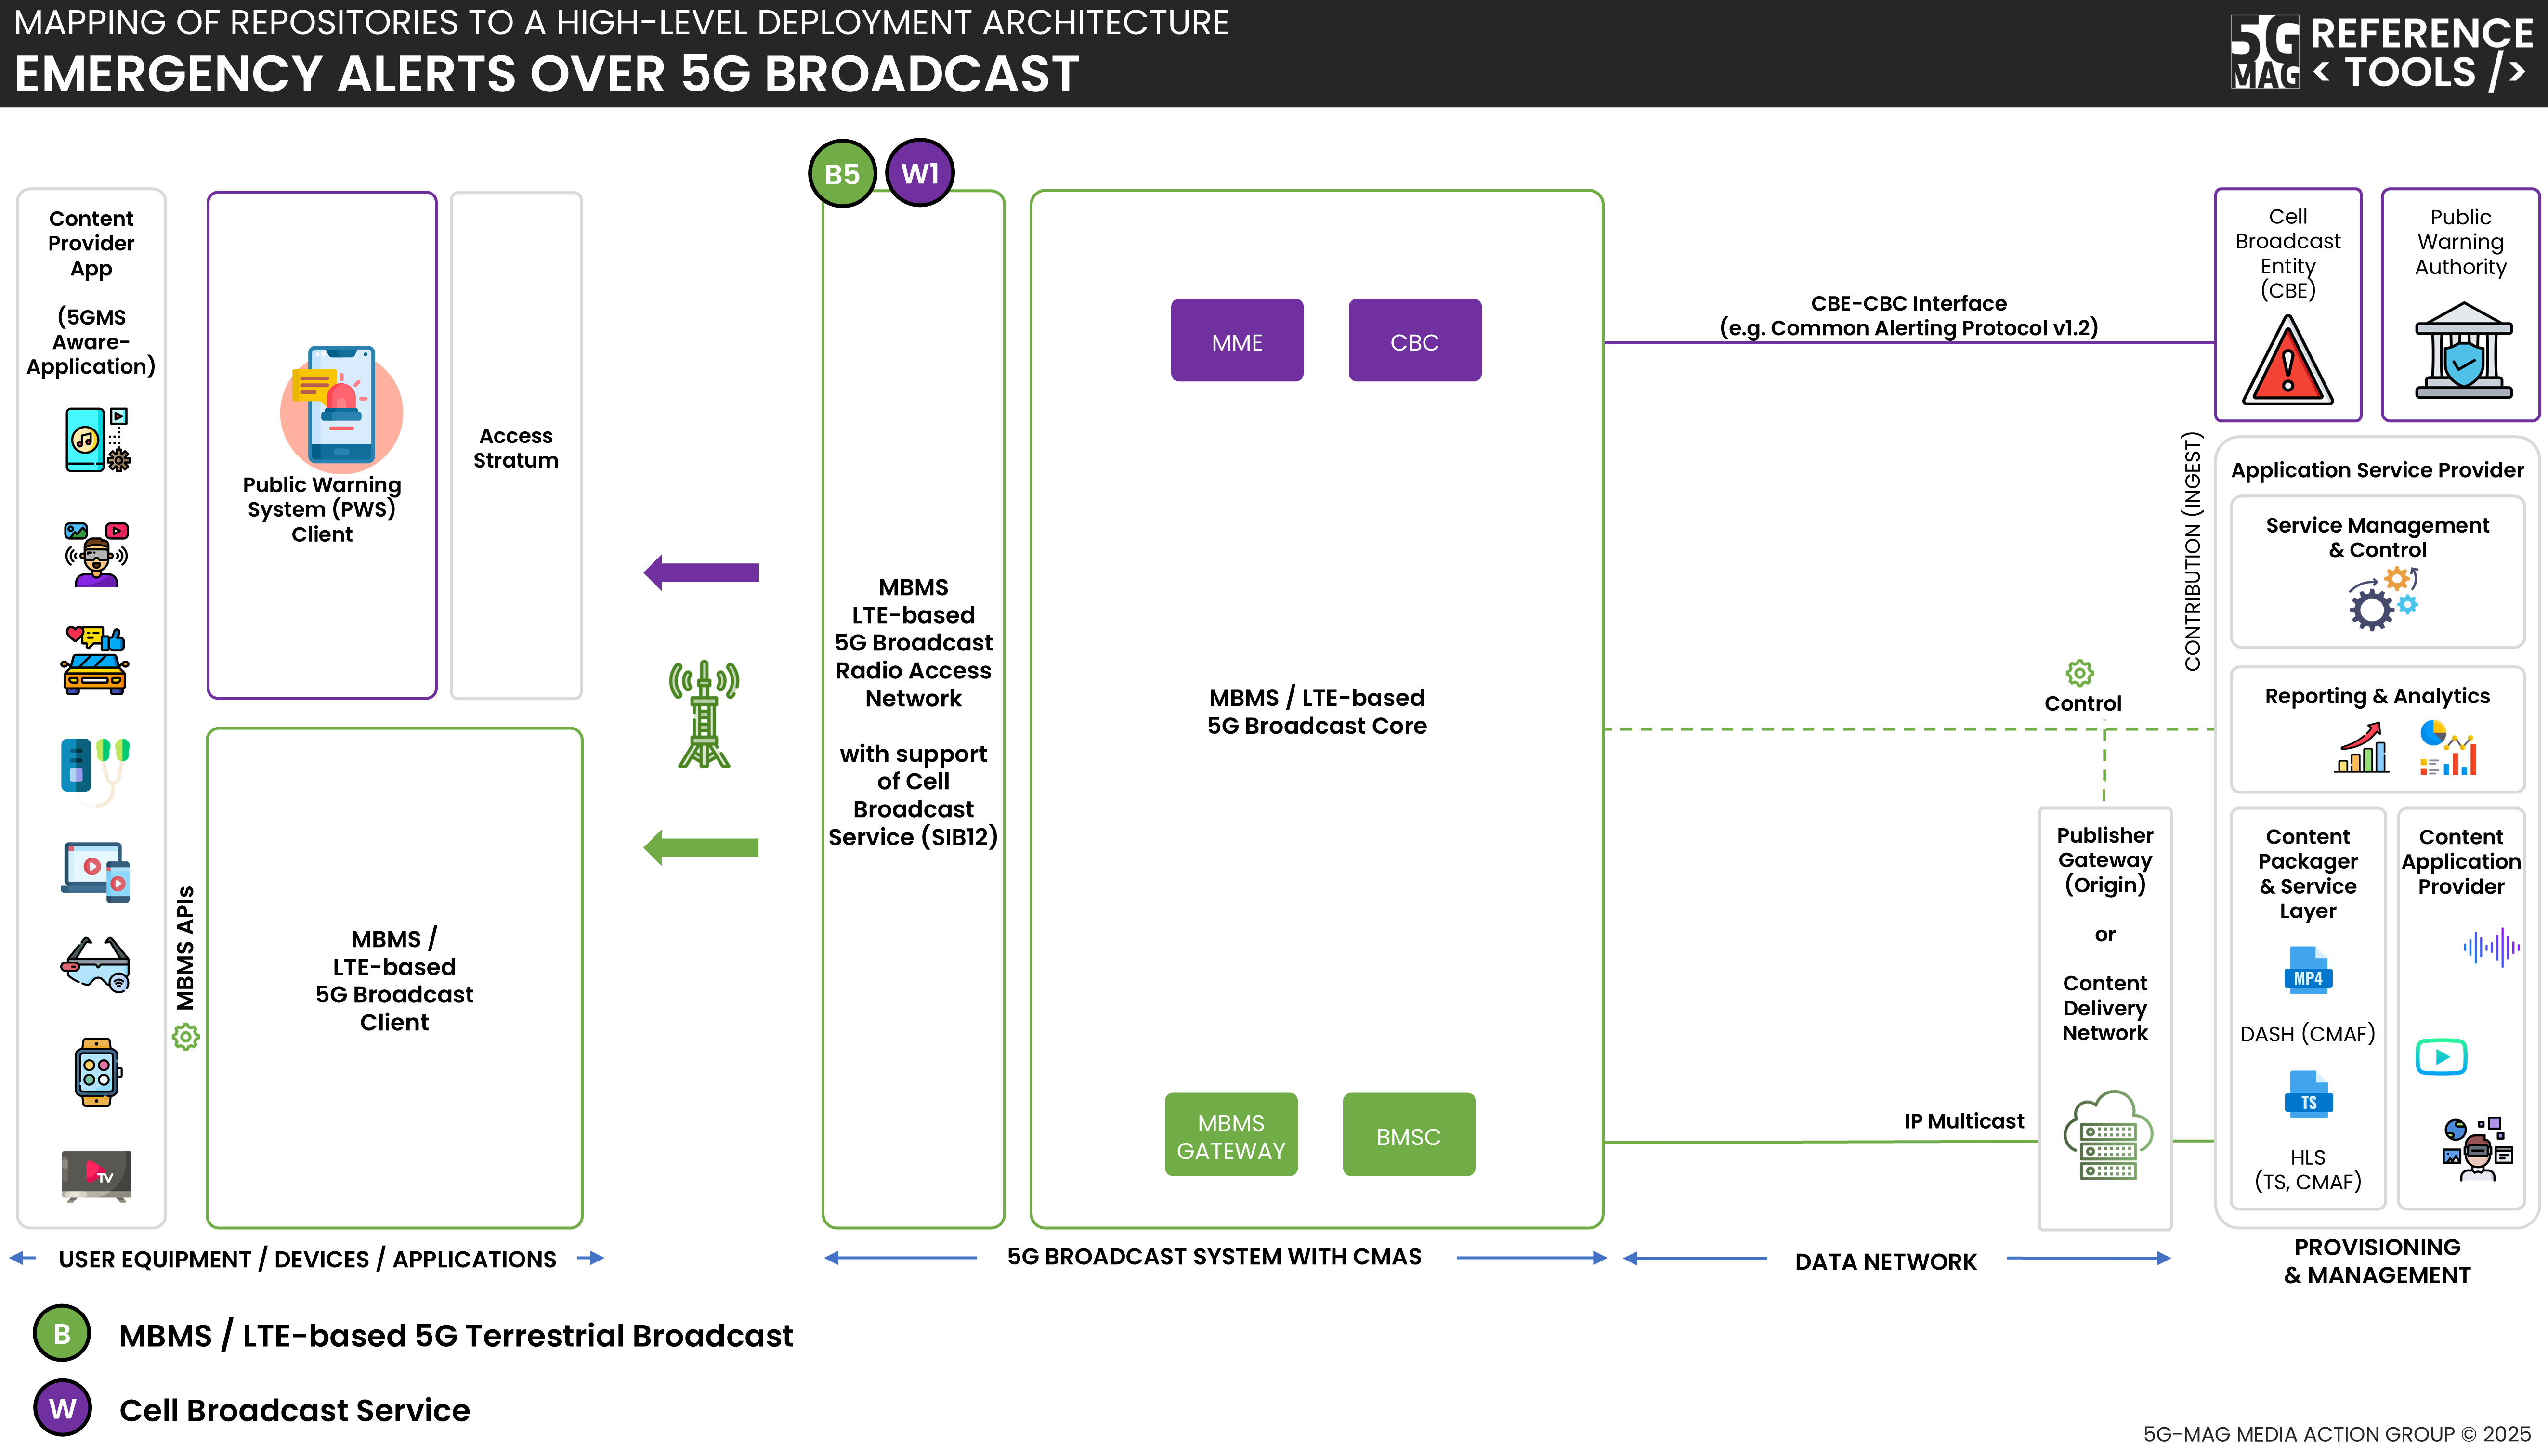 MAPPING OF REPOSITORIES TO A HIGH-LEVEL DEPLOYMENT ARCHITECTURE
EMERGENCY ALERTS OVER 5G BROADCAST
5G
MAG
REFERENCE
< TOOLS />
Content
Provider
App
(5GMS
Aware-
Application)
TV
MBMS APIs
Public Warning
System (PWS)
Client
Access
Stratum
MBMS /
LTE-based
5G Broadcast
Client
B5
W1
MBMS
LTE-based
5G Broadcast
Radio Access
Network
with support
of Cell
Broadcast
Service (SIB12)
MME
CBC
MBMS / LTE-based
5G Broadcast Core
MBMS
GATEWAY
BMSC
CBE-CBC Interface
(e.g. Common Alerting Protocol v1.2)
Control
IP Multicast
Publisher
Gateway
(Origin)
or
Content
Delivery
Network
CONTRIBUTION (INGEST)
Cell
Broadcast
Entity
(CBE)
Public
Warning
Authority
Application Service Provider
Service Management
& Control
Reporting & Analytics
Content
Packager
& Service
Layer
MP4
DASH (CMAF)
TS
HLS
(TS, CMAF)
Content
Application
Provider
USER EQUIPMENT / DEVICES / APPLICATIONS
5G BROADCAST SYSTEM WITH CMAS
DATA NETWORK
PROVISIONING
& MANAGEMENT
B
MBMS / LTE-based 5G Terrestrial Broadcast
W
Cell Broadcast Service
5G-MAG MEDIA ACTION GROUP © 2025